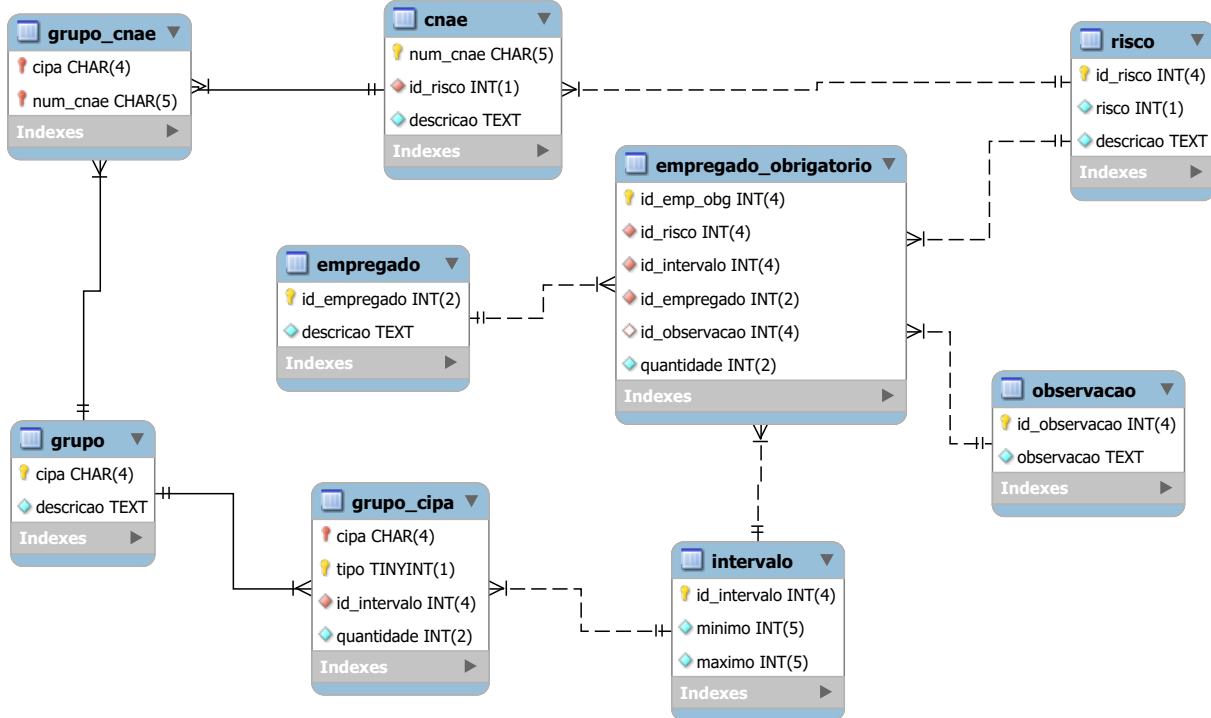 grupo_cnae
cipa CHAR(4)
num_cnae CHAR(5)
Indexes
cnae
num_cnae CHAR(5)
id_risco INT(1)
descricao TEXT
Indexes
risco
id_risco INT(4)
risco INT(1)
descricao TEXT
Indexes
empregado_obrigatorio
id_emp_obg INT(4)
id_risco INT(4)
id_intervalo INT(4)
id_empregado INT(2)
id_observacao INT(4)
quantidade INT(2)
Indexes
empregado
id_empregado INT(2)
descricao TEXT
Indexes
observacao
id_observacao INT(4)
observacao TEXT
Indexes
grupo
cipa CHAR(4)
descricao TEXT
Indexes
grupo_cipa
cipa CHAR(4)
tipo TINYINT(1)
id_intervalo INT(4)
quantidade INT(2)
Indexes
intervalo
id_intervalo INT(4)
minimo INT(5)
maximo INT(5)
Indexes